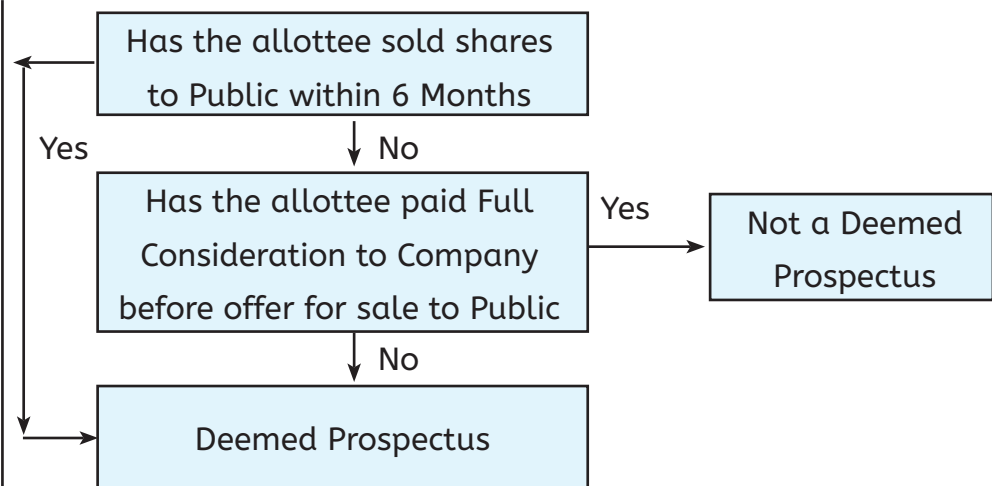 Has the allottee sold shares
to Public within 6 Months
Yes
No
Has the allottee paid Full
Consideration to Company
before offer for sale to Public
Yes
Not a Deemed
Prospectus
No
Deemed Prospectus